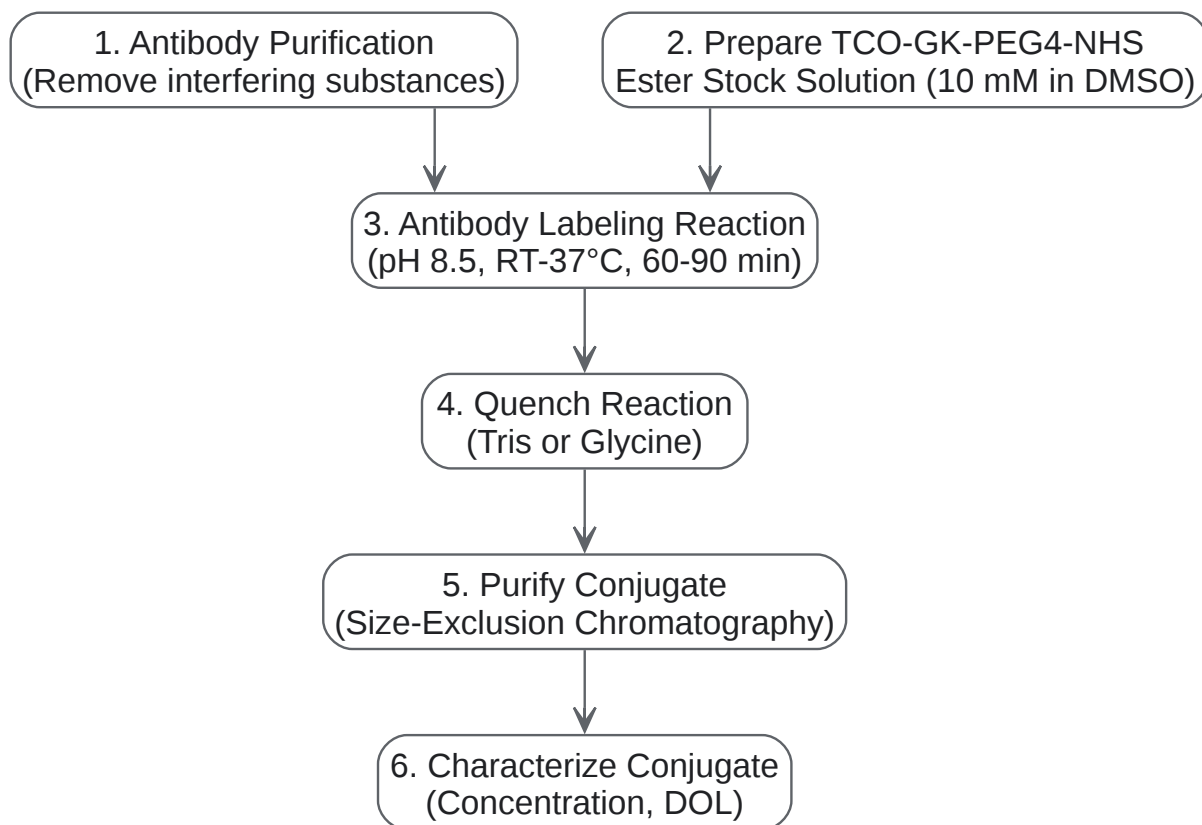 1. Antibody Purification
(Remove interfering substances)
2. Prepare TCO-GK-PEG4-NHS
Ester Stock Solution (10 mM in DMSO)
3. Antibody Labeling Reaction
(pH 8.5, RT-37°C, 60-90 min)
4. Quench Reaction
(Tris or Glycine)
5. Purify Conjugate
(Size-Exclusion Chromatography)
6. Characterize Conjugate
(Concentration, DOL)